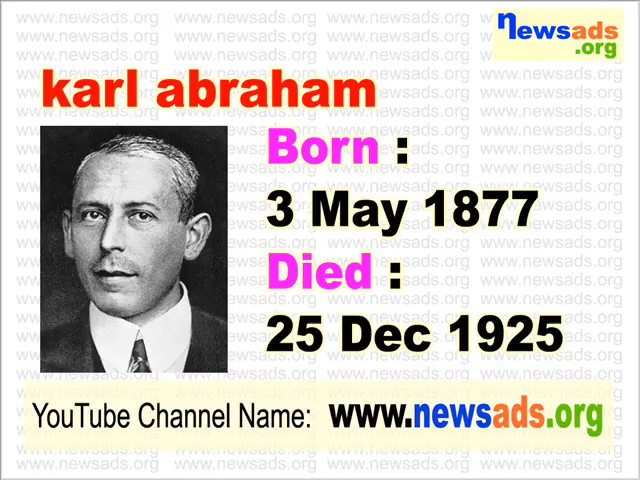 newsads
.org
karl abraham
Born :
3 May 1877
Died :
25 Dec 1925
YouTube Channel Name: www.newsads.org